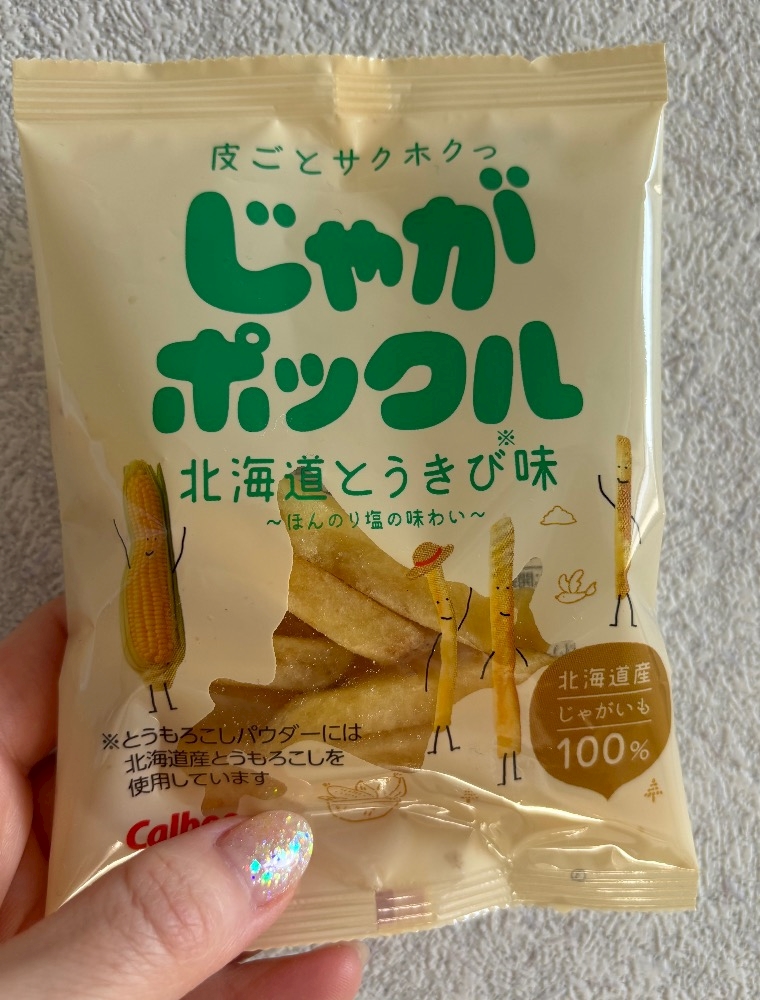 皮ごとサクホクっ
じゃが
ポックル
北海道とうきび※味
〜ほんのり塩の味わい〜
北海道産
じゃがいも
100%
※とうもろこしパウダーには
北海道産とうもろこしを
使用しています